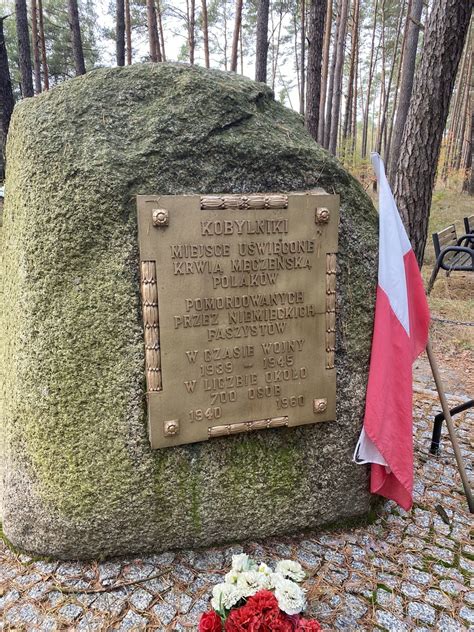 KOBYLNIKI
MIEJSCE UŚWIĘCONE
KRWIĄ MĘCZEŃSKĄ
POLAKÓW
POMORDOWANYCH
PRZEZ NIEMIECKICH
FASZYSTÓW
W CZASIE WOJNY
1939 – 1945
W LICZBIE OKOŁO
700 OSÓB
1940 1960